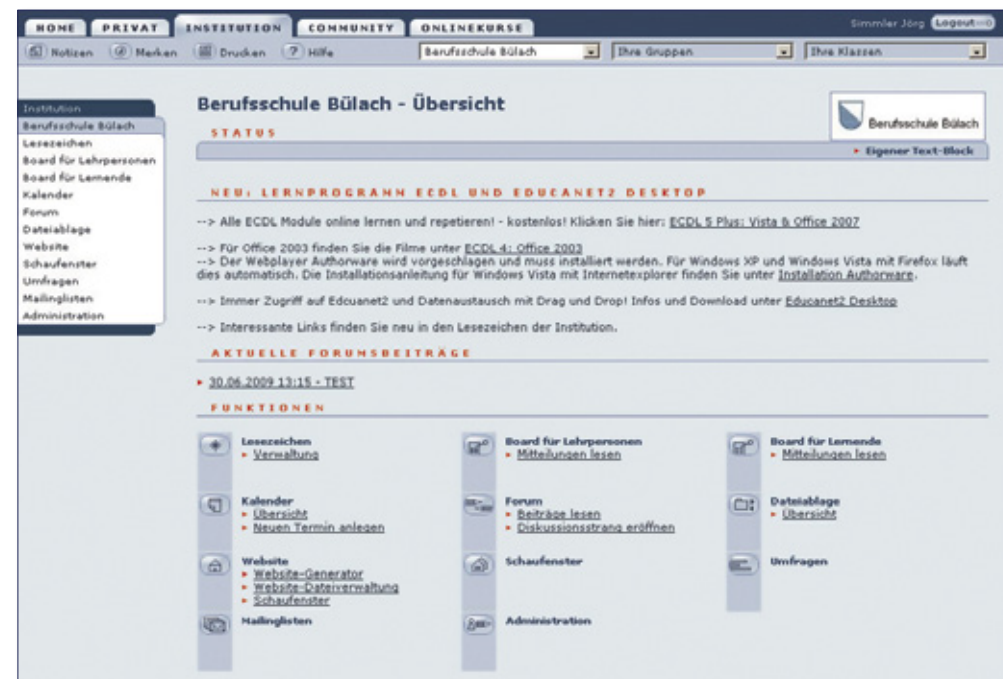 HOME PRIVAT INSTITUTION COMMUNITY ONLINEKURSE Simmler Jörg Logout
Notizen Merken Drucken ? Hilfe Berufsschule Bülach Ihre Gruppen Ihre Klassen
Institution
Berufsschule Bülach
Lesezeichen
Board für Lehrpersonen
Board für Lernende
Kalender
Forum
Dateiablage
Website
Schaufenster
Umfragen
Mailinglisten
Administration
Berufsschule Bülach - Übersicht
Berufsschule Bülach
STATUS
Eigener Text-Block
NEU: LERNPROGRAMM ECDL UND EDUCANET2 DESKTOP
--> Alle ECDL Module online lernen und repetieren! - kostenlos! Klicken Sie hier: ECDL 5 Plus: Vista & Office 2007
--> Für Office 2003 finden Sie die Filme unter ECDL 4: Office 2003
--> Der Webplayer Authorware wird vorgeschlagen und muss installiert werden. Für Windows XP und Windows Vista mit Firefox läuft
dies automatisch. Die Installationsanleitung für Windows Vista mit Internetexplorer finden Sie unter Installation Authorware.
--> Immer Zugriff auf Edcuanet2 und Datenaustausch mit Drag und Drop! Infos und Download unter Educanet2 Desktop
--> Interessante Links finden Sie neu in den Lesezeichen der Institution.
AKTUELLE FORUMSBEITRÄGE
30.06.2009 13:15 - TEST
FUNKTIONEN
Lesezeichen
Verwaltung
Board für Lehrpersonen
Mitteilungen lesen
Board für Lernende
Mitteilungen lesen
Kalender
Übersicht
Neuen Termin anlegen
Forum
Beiträge lesen
Diskussionsstrang eröffnen
Dateiablage
Übersicht
Website
Website-Generator
Website-Dateiverwaltung
Schaufenster
Schaufenster
Umfragen
Mailinglisten
Administration